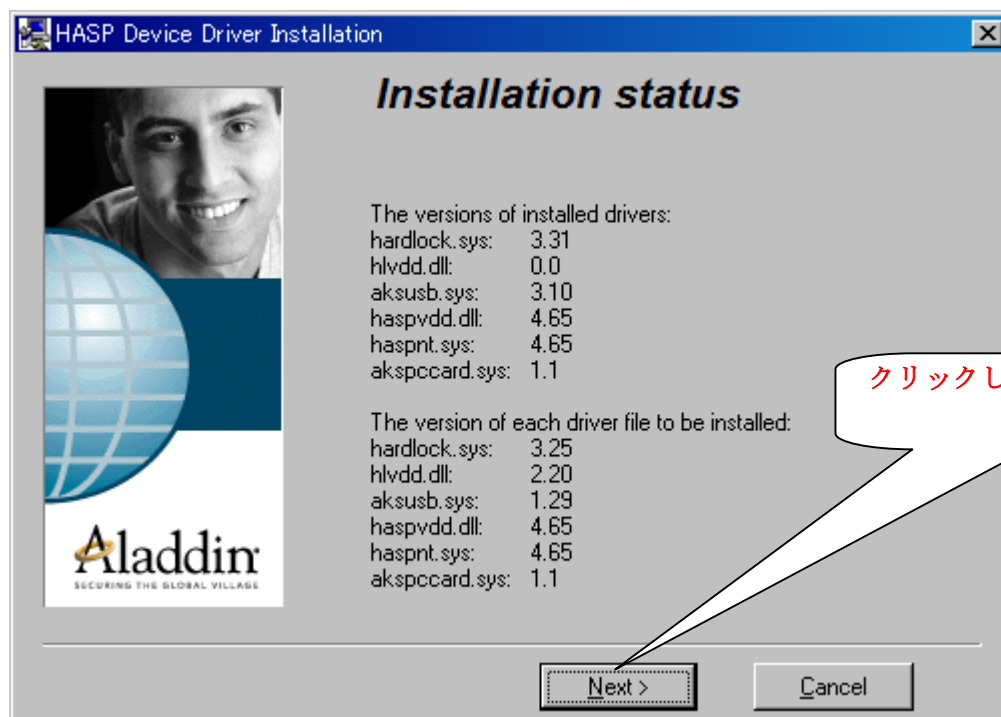 HASP Device Driver Installation
Installation status
The versions of installed drivers:
hardlock.sys: 3.31
hlvdd.dll: 0.0
aksusb.sys: 3.10
haspvdd.dll: 4.65
haspnt.sys: 4.65
akspccard.sys: 1.1
The version of each driver file to be installed:
hardlock.sys: 3.25
hlvdd.dll: 2.20
aksusb.sys: 1.29
haspvdd.dll: 4.65
haspnt.sys: 4.65
akspccard.sys: 1.1
クリックし
Aladdin
SECURING THE GLOBAL VILLAGE
Next >
Cancel